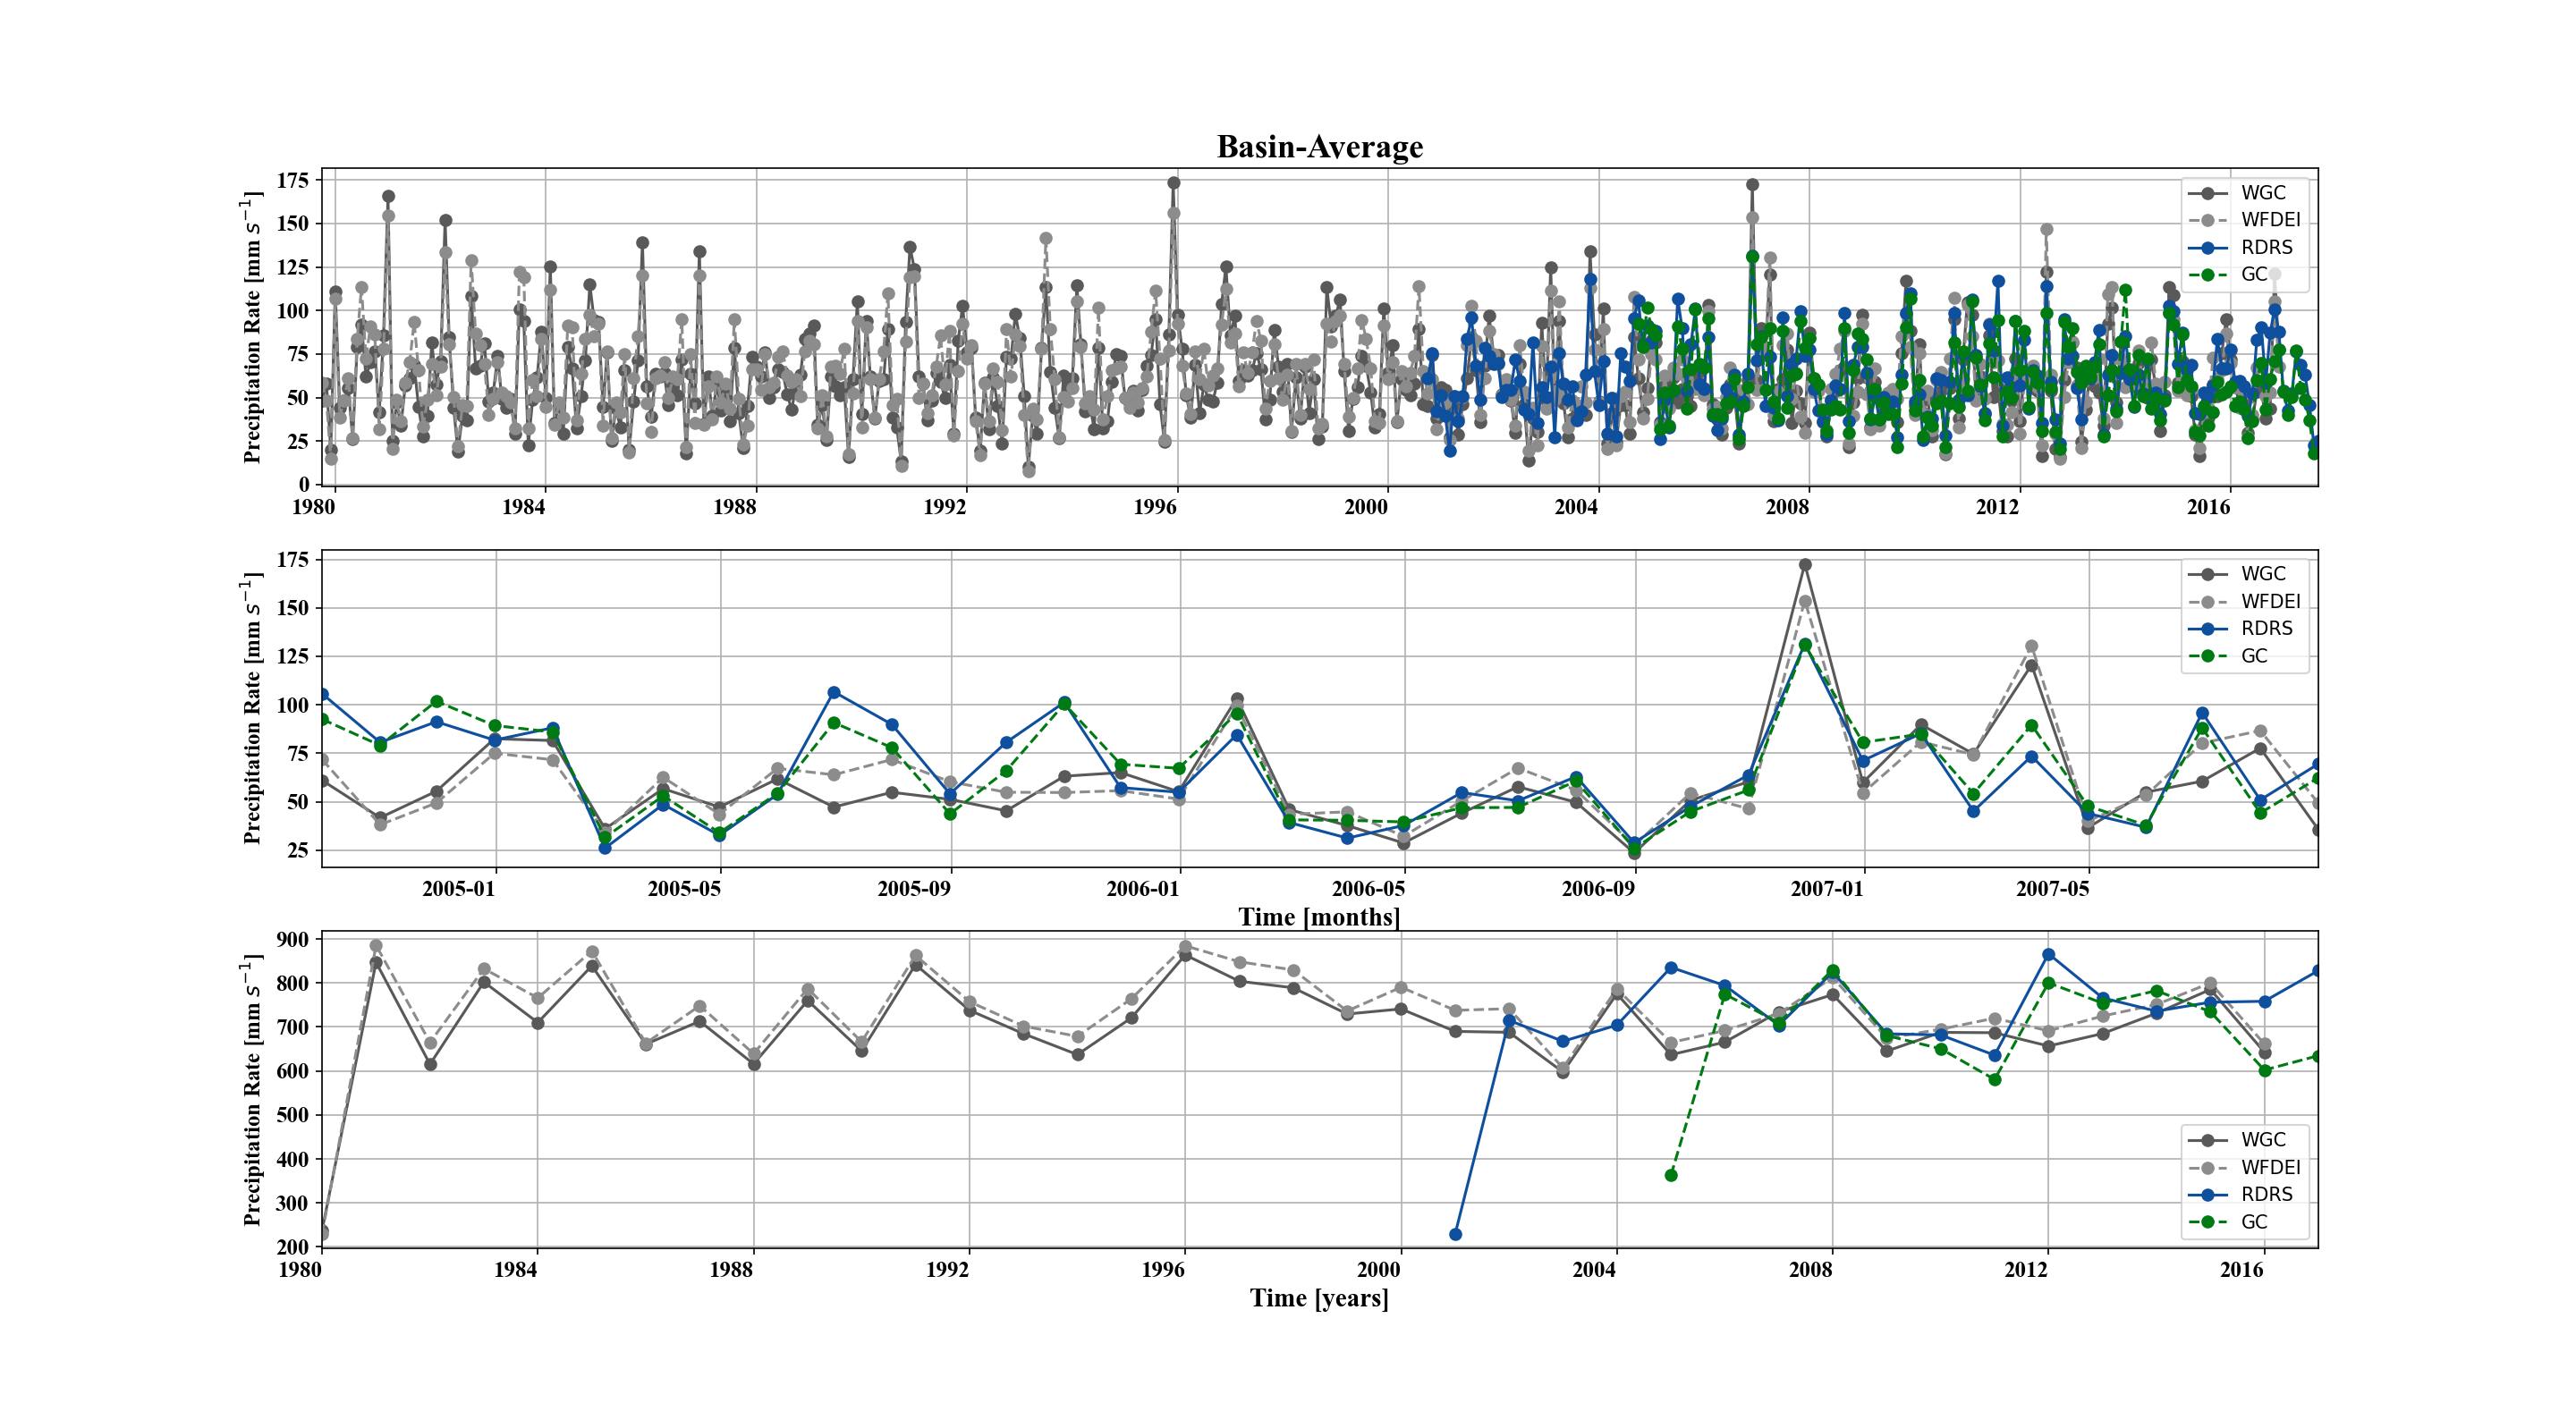 Basin-Average
Precipitation Rate [mm s⁻¹]
175
150
125
100
75
50
25
0
WGC
WFDEI
RDRS
GC
1980 1984 1988 1992 1996 2000 2004 2008 2012 2016
Precipitation Rate [mm s⁻¹]
175
150
125
100
75
50
25
WGC
WFDEI
RDRS
GC
2005-01 2005-05 2005-09 2006-01 2006-05 2006-09 2007-01 2007-05
Time [months]
Precipitation Rate [mm s⁻¹]
900
800
700
600
500
400
300
200
WGC
WFDEI
RDRS
GC
1980 1984 1988 1992 1996 2000 2004 2008 2012 2016
Time [years]